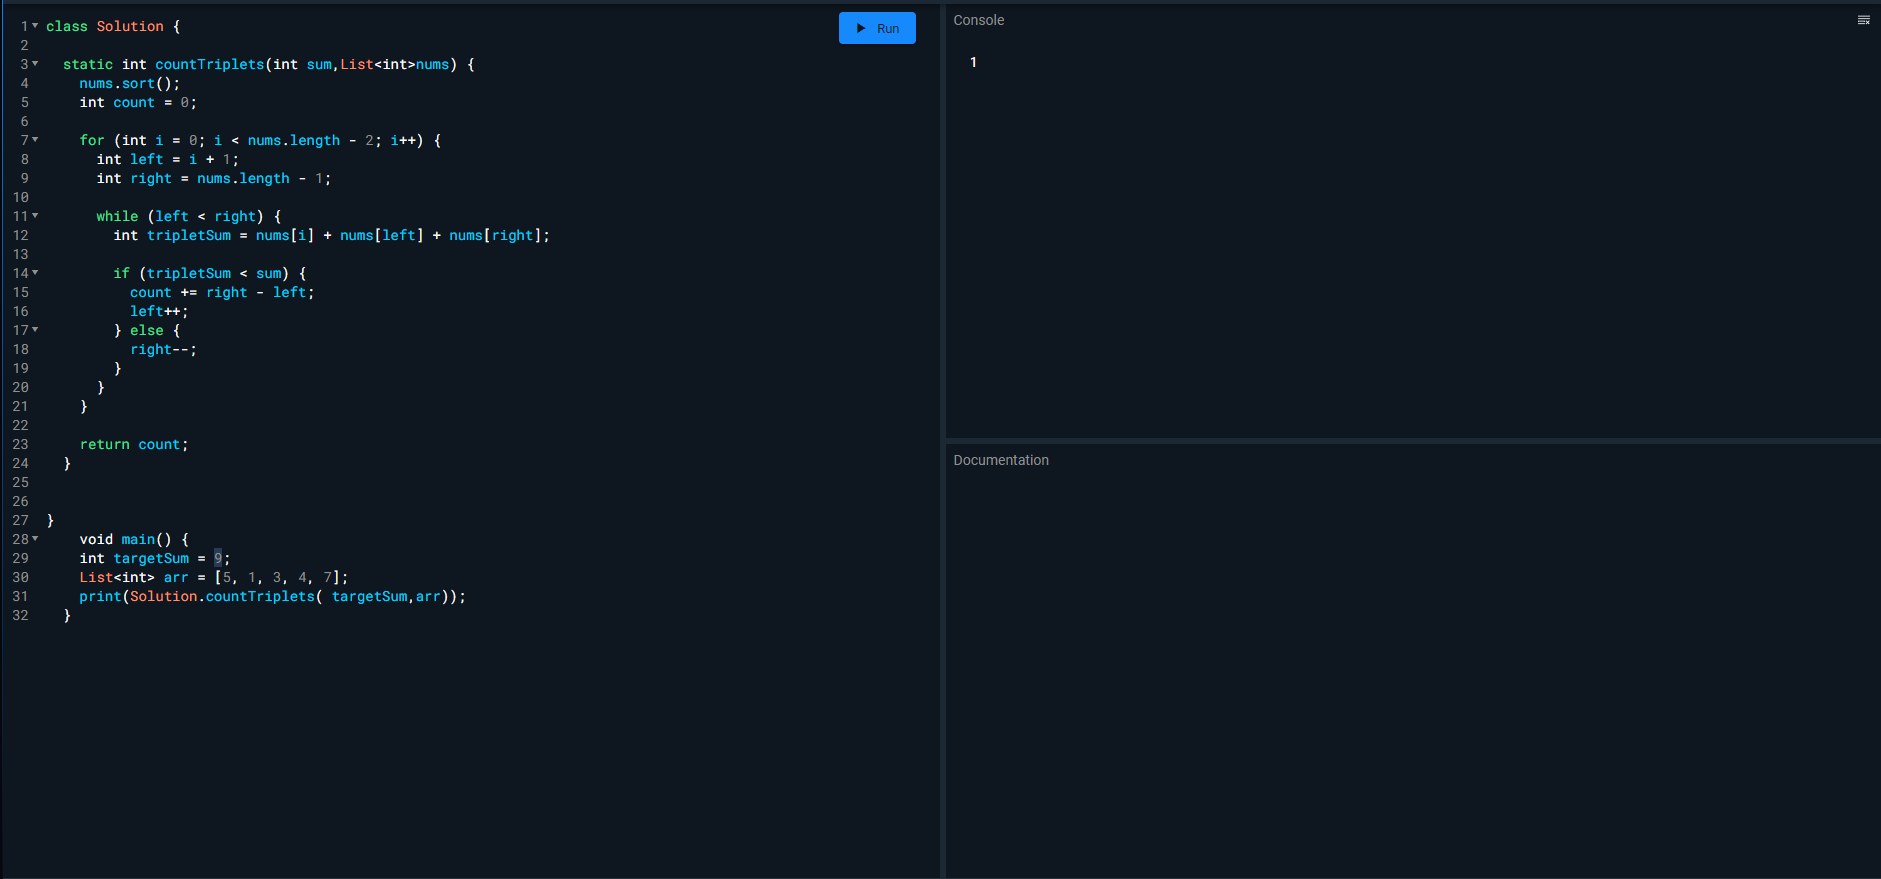 1 class Solution {
2
3 static int countTriplets(int sum,List<int>nums) {
4 nums.sort();
5 int count = 0;
6
7 for (int i = 0; i < nums.length - 2; i++) {
8 int left = i + 1;
9 int right = nums.length - 1;
10
11 while (left < right) {
12 int tripletSum = nums[i] + nums[left] + nums[right];
13
14 if (tripletSum < sum) {
15 count += right - left;
16 left++;
17 } else {
18 right--;
19 }
20 }
21 }
22
23 return count;
24 }
25
26
27 }
28 void main() {
29 int targetSum = 9;
30 List<int> arr = [5, 1, 3, 4, 7];
31 print(Solution.countTriplets( targetSum,arr));
32 }
Run
Console
1
Documentation